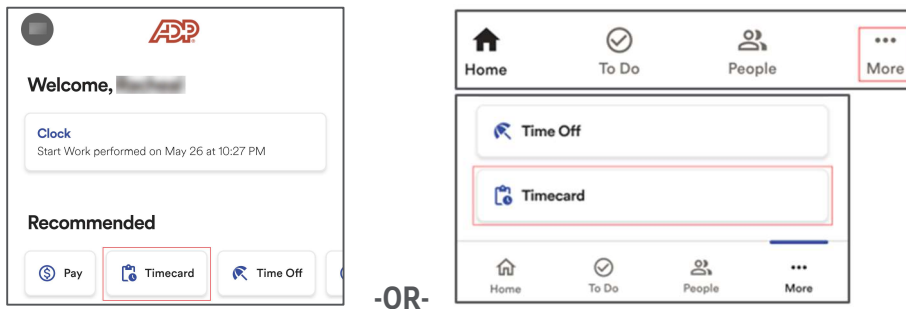 ADP
Welcome,
Clock
Start Work performed on May 26 at 10:27 PM
Recommended
Pay
Timecard
Time Off
-OR-
Home
To Do
People
More
Time Off
Timecard
Home
To Do
People
More